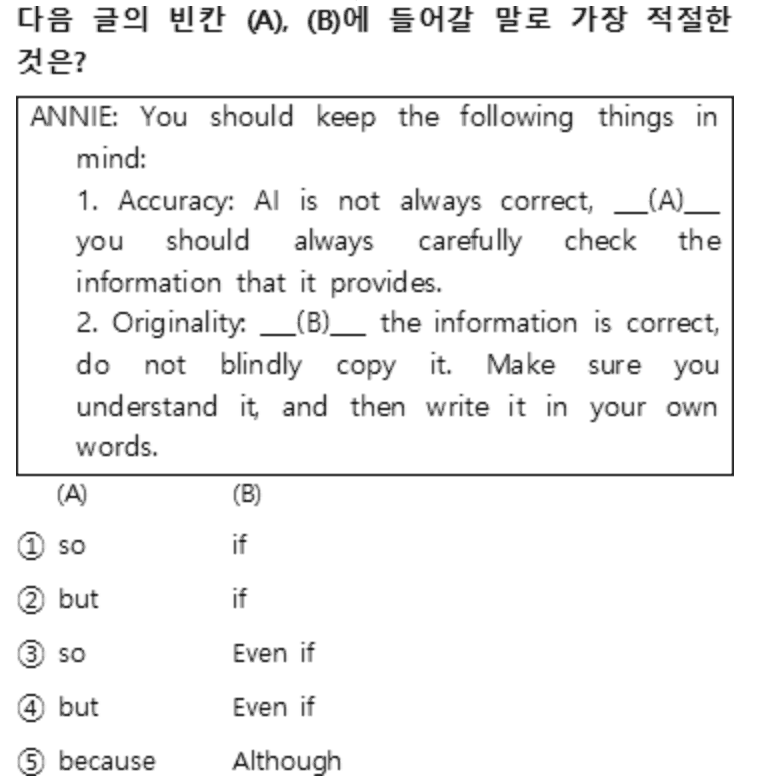 다음 글의 빈칸 (A), (B)에 들어갈 말로 가장 적절한
것은?
ANNIE: You should keep the following things in
mind:
1. Accuracy: AI is not always correct, __(A)__
you should always carefully check the
information that it provides.
2. Originality: __(B)__ the information is correct,
do not blindly copy it. Make sure you
understand it, and then write it in your own
words.
(A) (B)
① so if
② but if
③ so Even if
④ but Even if
⑤ because Although